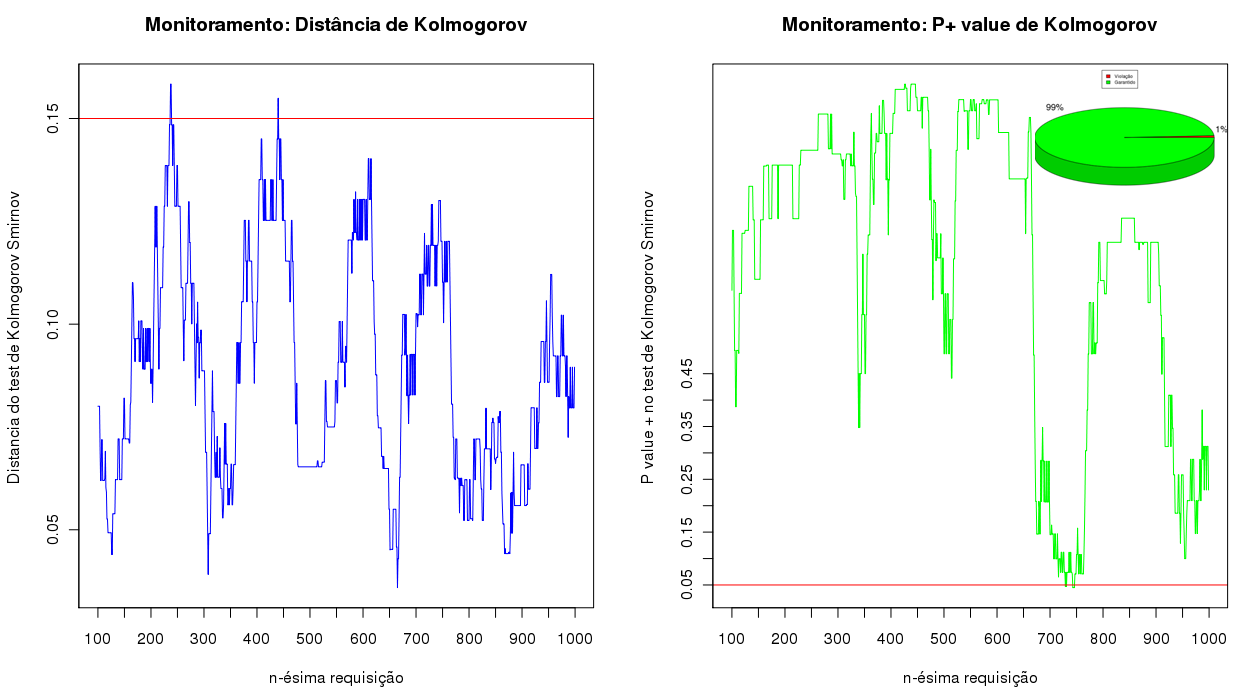 Monitoramento: Distância de Kolmogorov
Distancia do test de Kolmogorov Smirnov
0.15
0.10
0.05
100 200 300 400 500 600 700 800 900 1000
n-ésima requisição
Monitoramento: P+ value de Kolmogorov
P value + no test de Kolmogorov Smirnov
0.45
0.35
0.25
0.15
0.05
Violação
Garantido
99%
1%
100 200 300 400 500 600 700 800 900 1000
n-ésima requisição